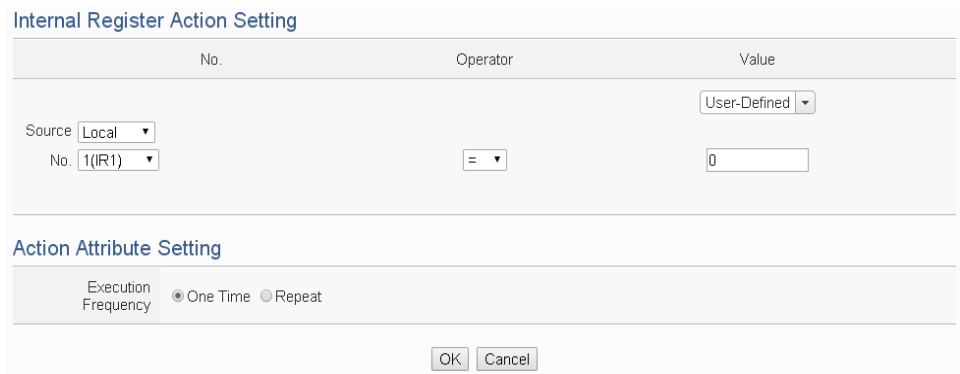 Internal Register Action Setting
No. Operator Value
User-Defined
Source Local
No. 1(IR1) = 0
Action Attribute Setting
Execution
Frequency One Time Repeat
OK Cancel